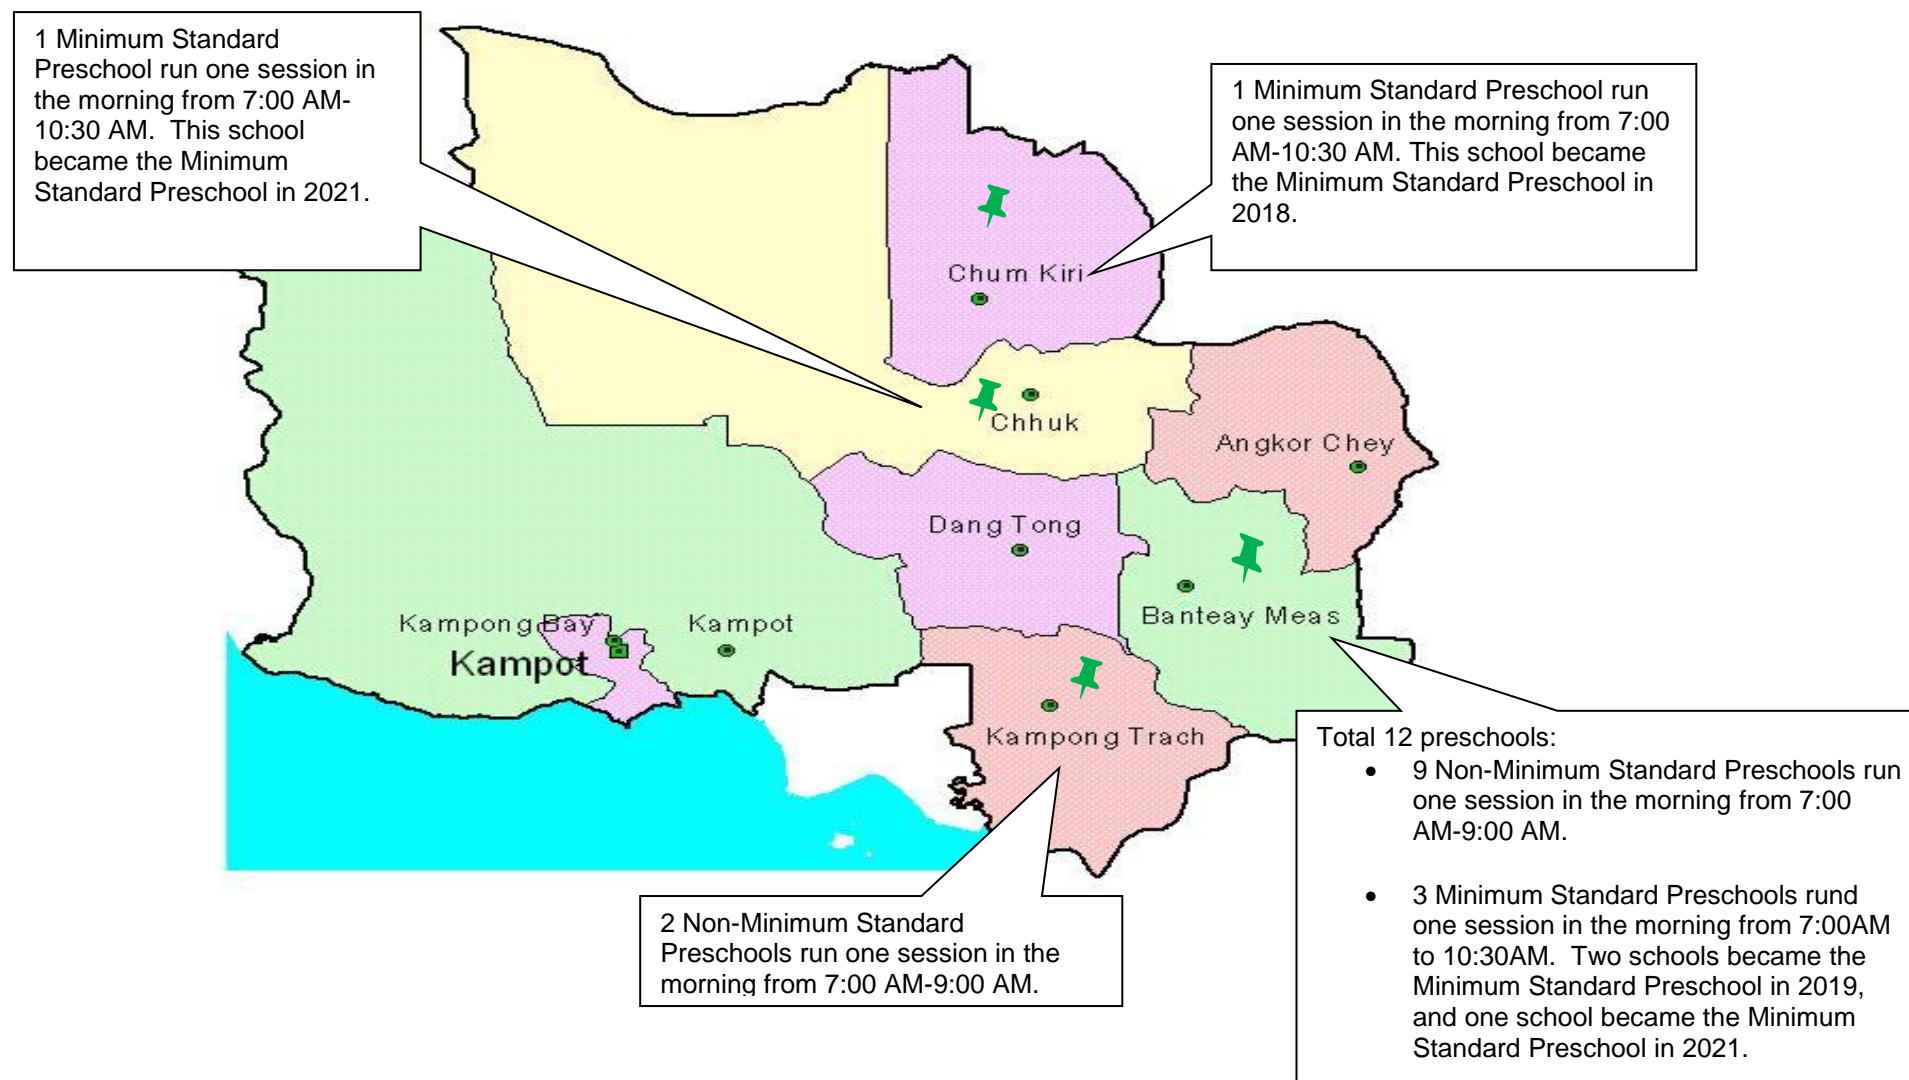 1 Minimum Standard
Preschool run one session in
the morning from 7:00 AM-
10:30 AM.  This school
became the Minimum
Standard Preschool in 2021.
1 Minimum Standard Preschool run
one session in the morning from 7:00
AM-10:30 AM. This school became
the Minimum Standard Preschool in
2018.
Chum Kiri
Chhuk
Angkor Chey
Dang Tong
Banteay Meas
Kampong Bay
Kampot
Kampot
Kampong Trach
Total 12 preschools:
• 9 Non-Minimum Standard Preschools run
one session in the morning from 7:00
AM-9:00 AM.
• 3 Minimum Standard Preschools rund
one session in the morning from 7:00AM
to 10:30AM.  Two schools became the
Minimum Standard Preschool in 2019,
and one school became the Minimum
Standard Preschool in 2021.
2 Non-Minimum Standard
Preschools run one session in the
morning from 7:00 AM-9:00 AM.